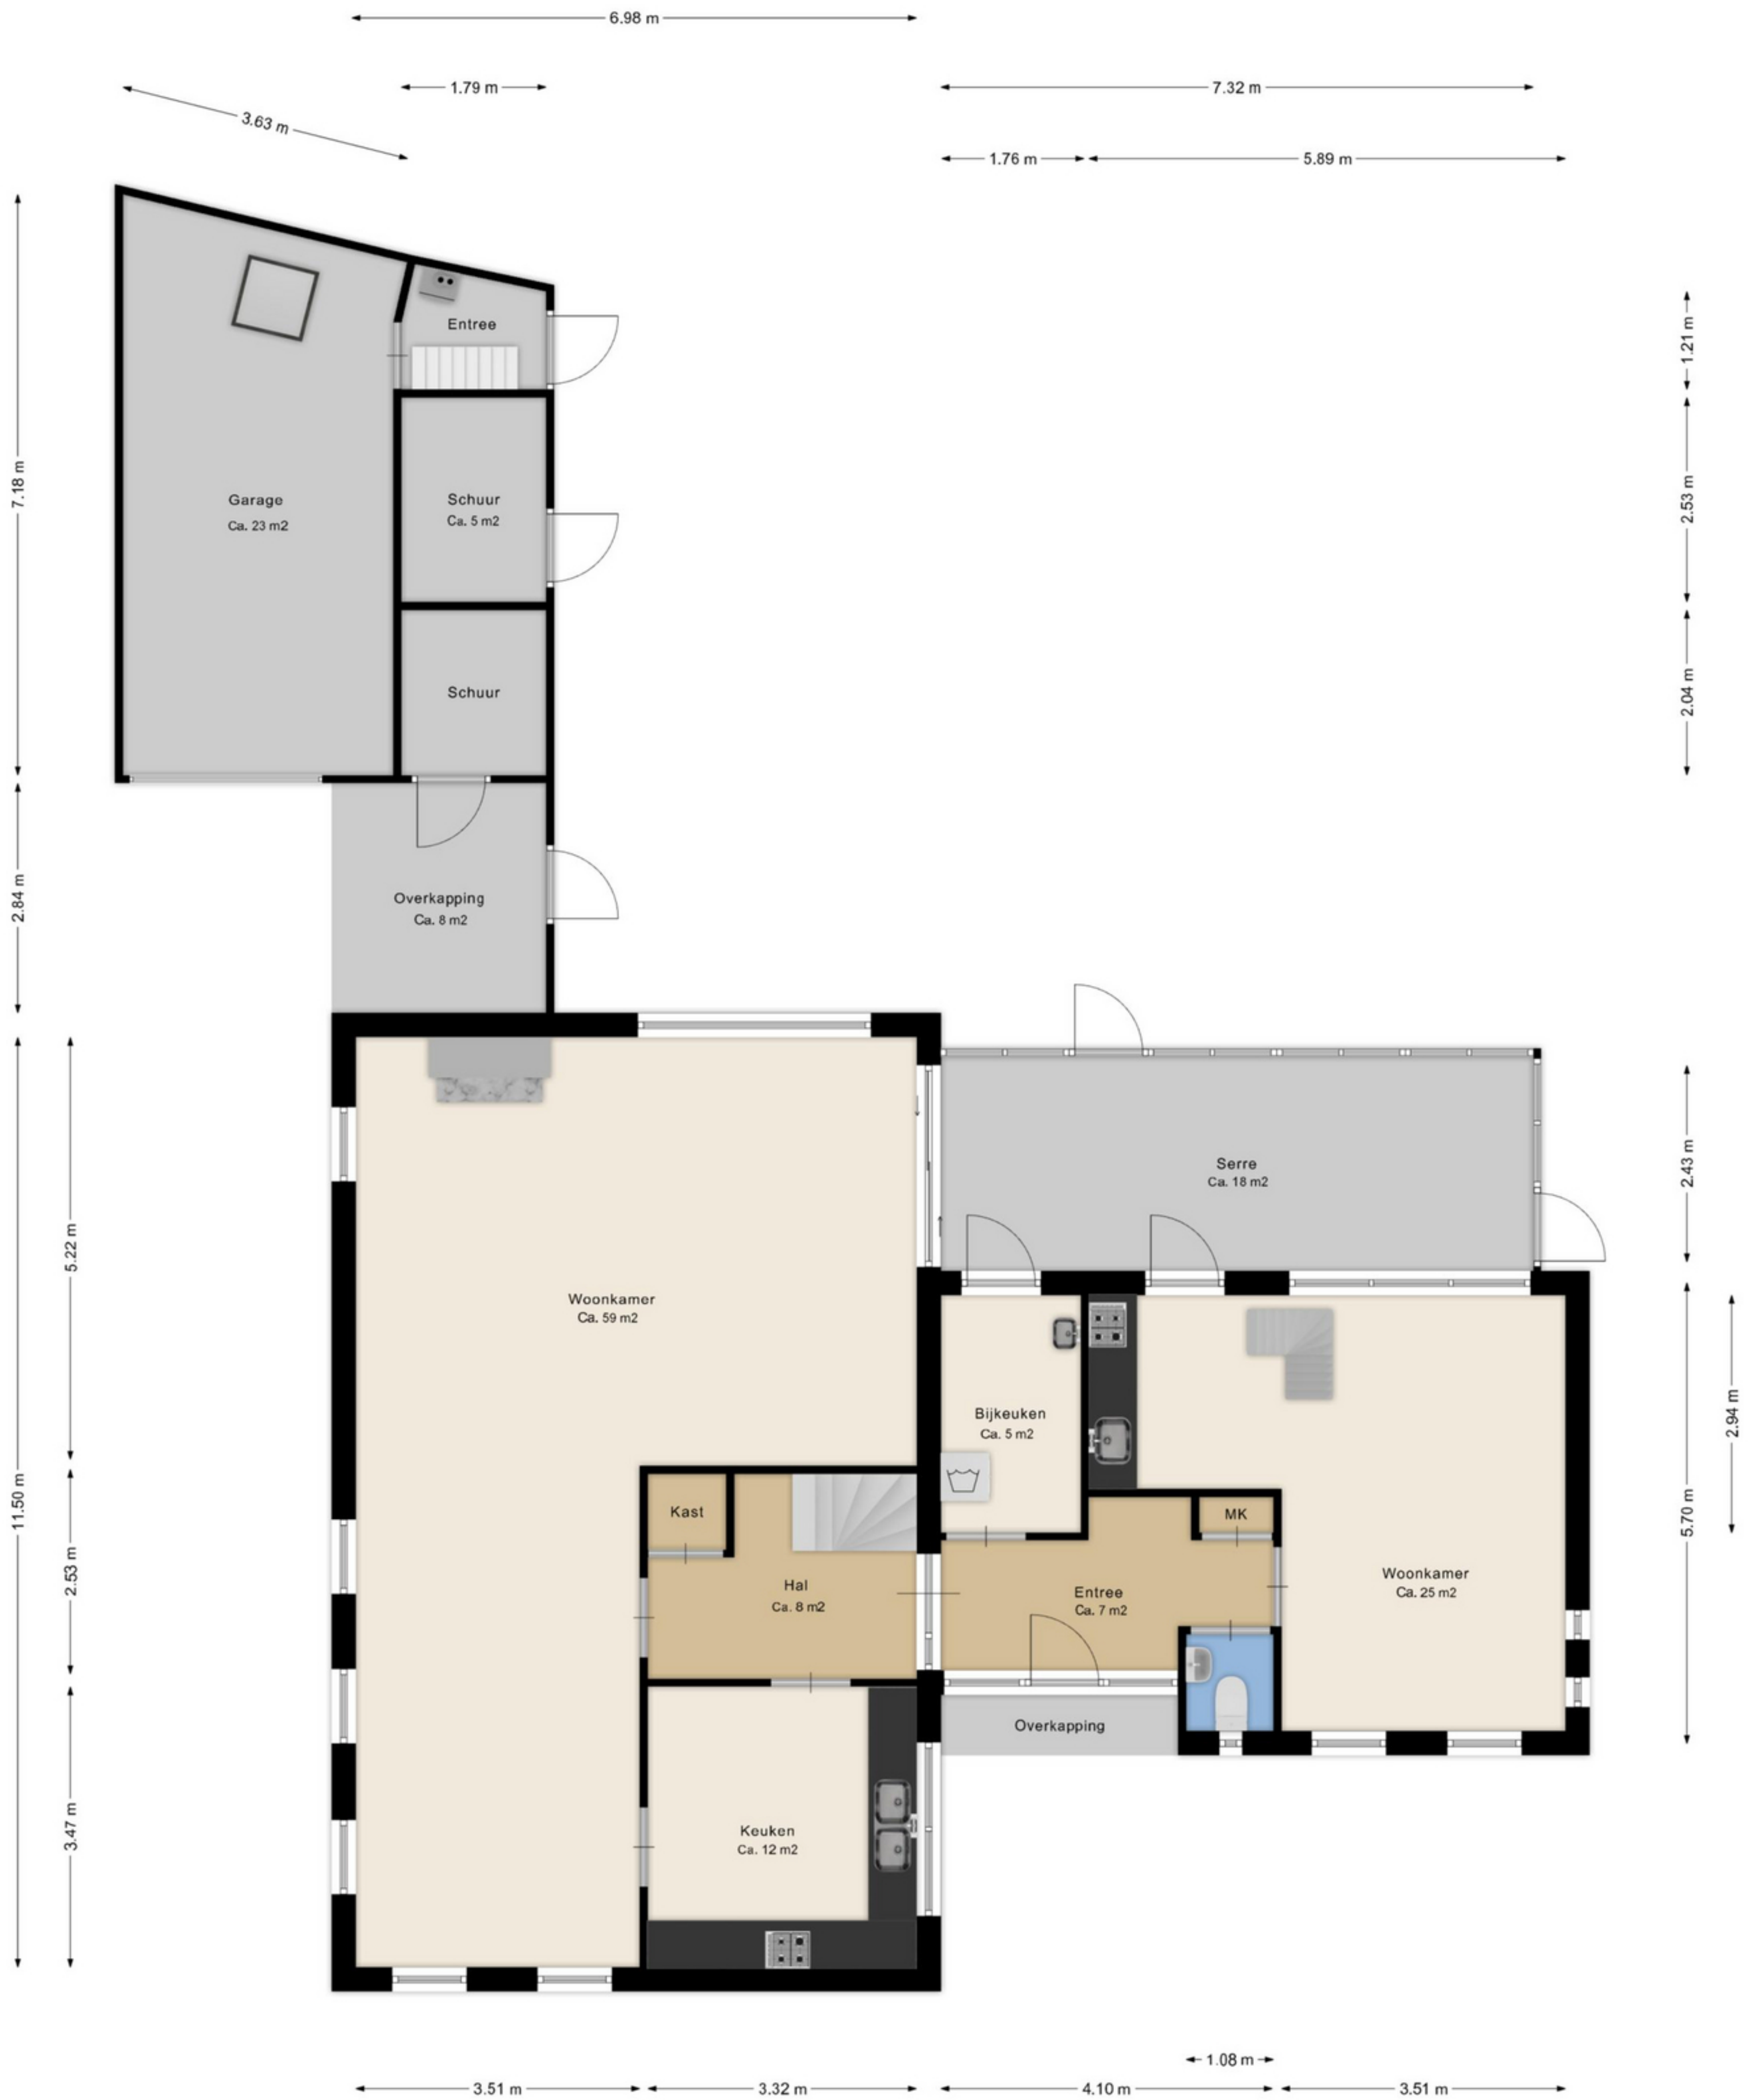 6.98 m
1.79 m
7.32 m
3.63 m
1.76 m
5.89 m
Entree
1.21 m
7.18 m
Garage
Ca. 23 m2
Schuur
Ca. 5 m2
2.53 m
Schuur
2.04 m
2.84 m
Overkapping
Ca. 8 m2
Serre
Ca. 18 m2
2.43 m
5.22 m
Woonkamer
Ca. 59 m2
Bijkeuken
Ca. 5 m2
2.94 m
11.50 m
Kast
MK
5.70 m
2.53 m
Hal
Ca. 8 m2
Entree
Ca. 7 m2
Woonkamer
Ca. 25 m2
Overkapping
3.47 m
Keuken
Ca. 12 m2
1.08 m
3.51 m
3.32 m
4.10 m
3.51 m